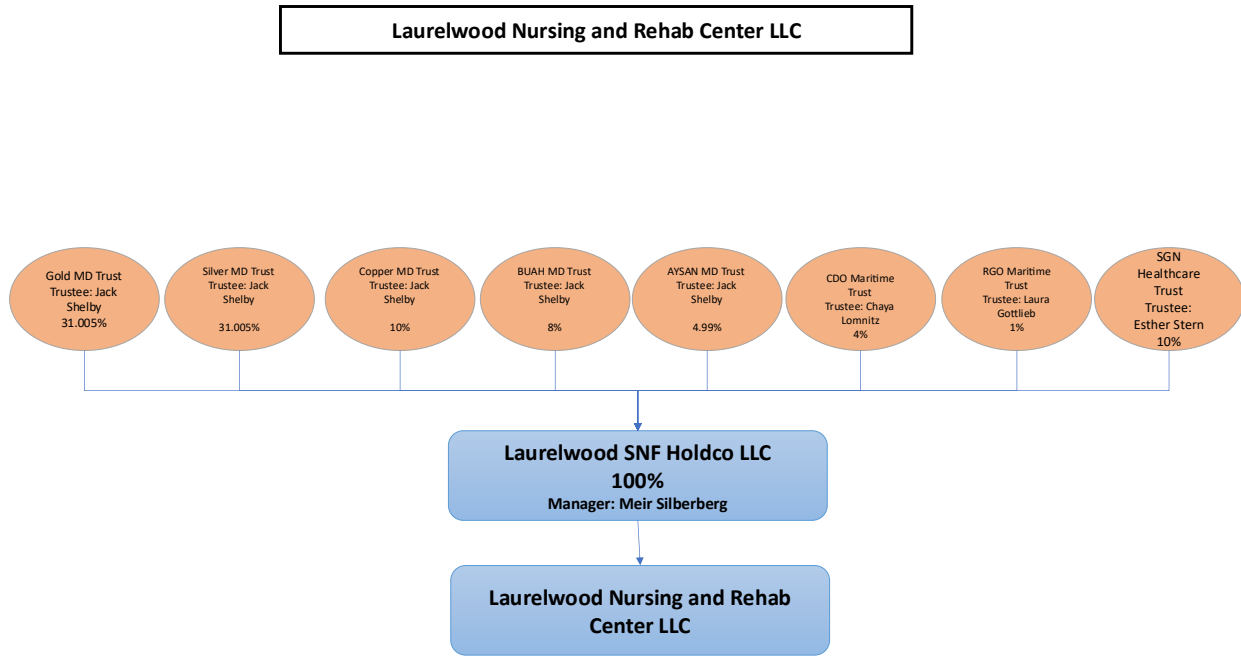 Laurelwood Nursing and Rehab Center LLC
Gold MD Trust
Trustee: Jack
Shelby
31.005%
Silver MD Trust
Trustee: Jack
Shelby
31.005%
Copper MD Trust
Trustee: Jack
Shelby
10%
BUAH MD Trust
Trustee: Jack
Shelby
8%
AYSAN MD Trust
Trustee: Jack
Shelby
4.99%
CDO Maritime
Trust
Trustee: Chaya
Lomnitz
4%
RGO Maritime
Trust
Trustee: Laura
Gottlieb
1%
SGN
Healthcare
Trust
Trustee:
Esther Stern
10%
Laurelwood SNF Holdco LLC
100%
Manager: Meir Silberberg
Laurelwood Nursing and Rehab
Center LLC